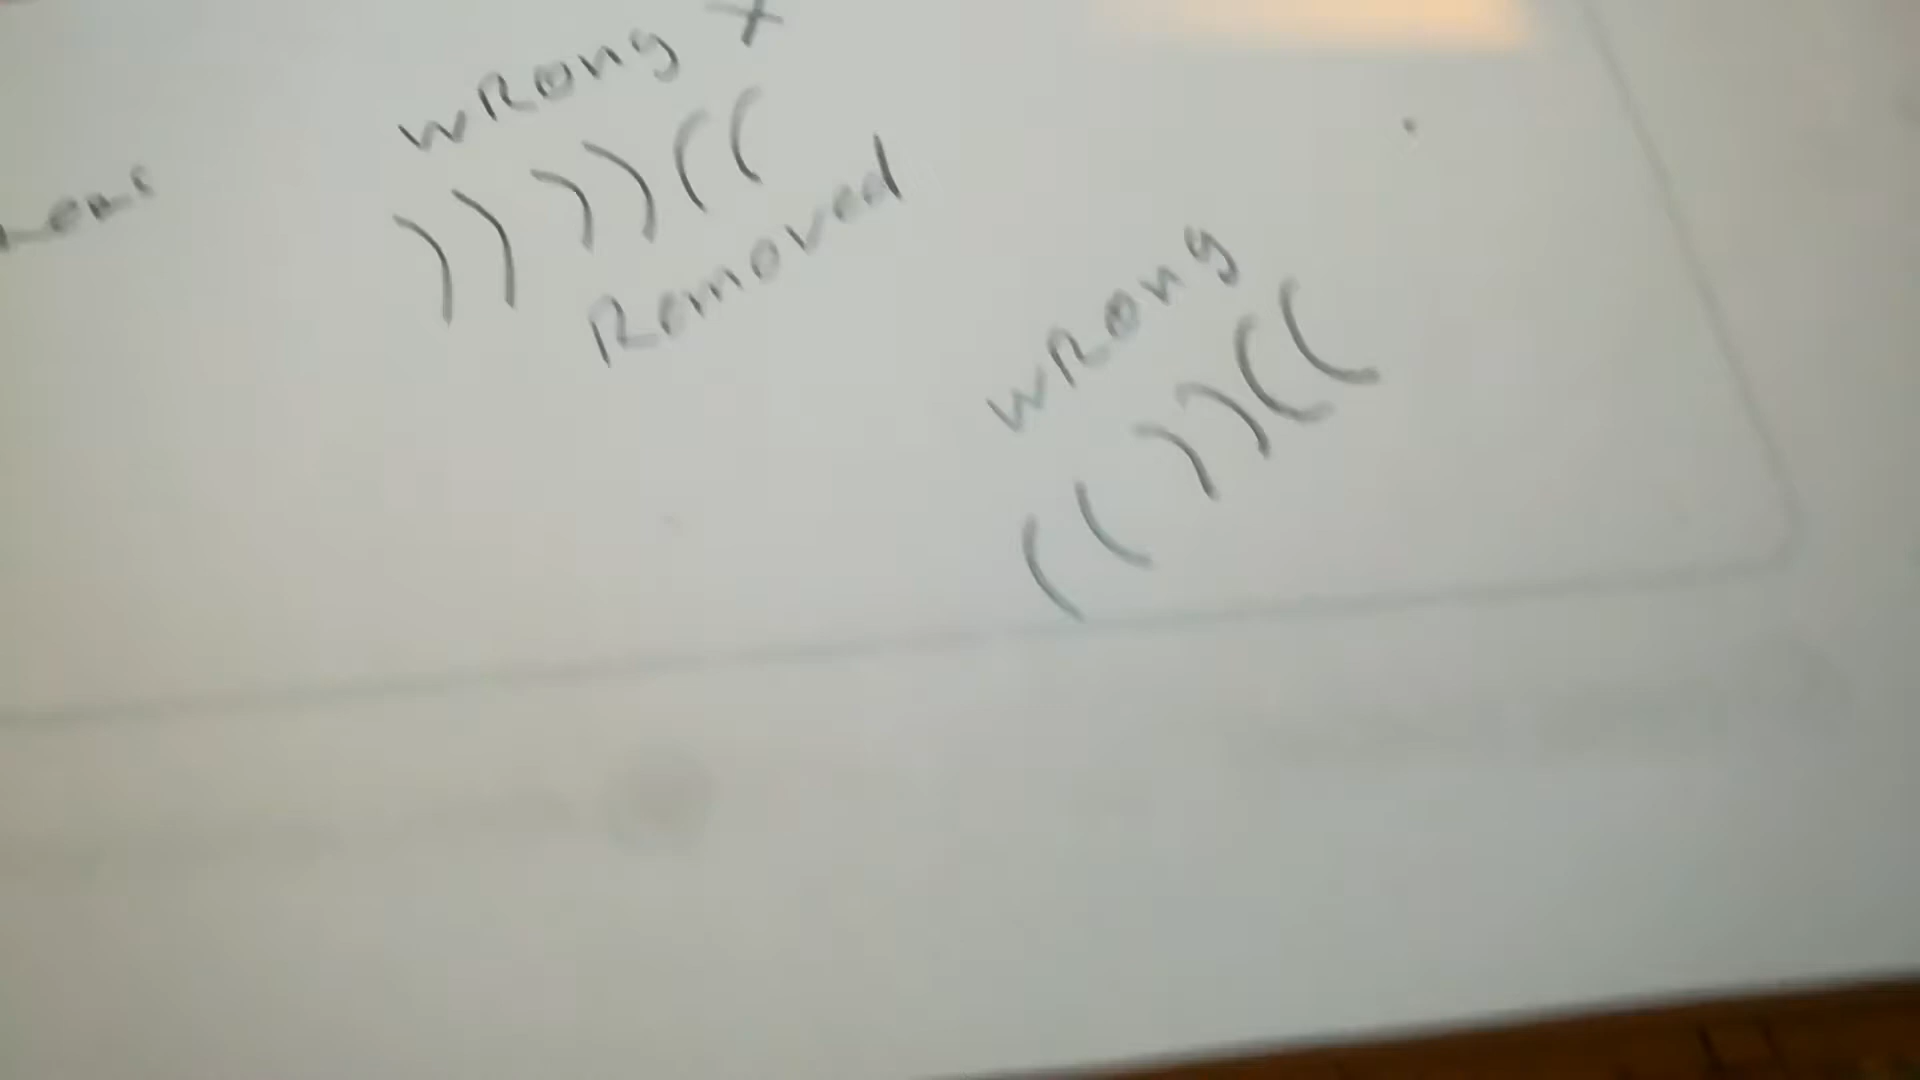 wRong x
))))((
Removed
wRong
(())((